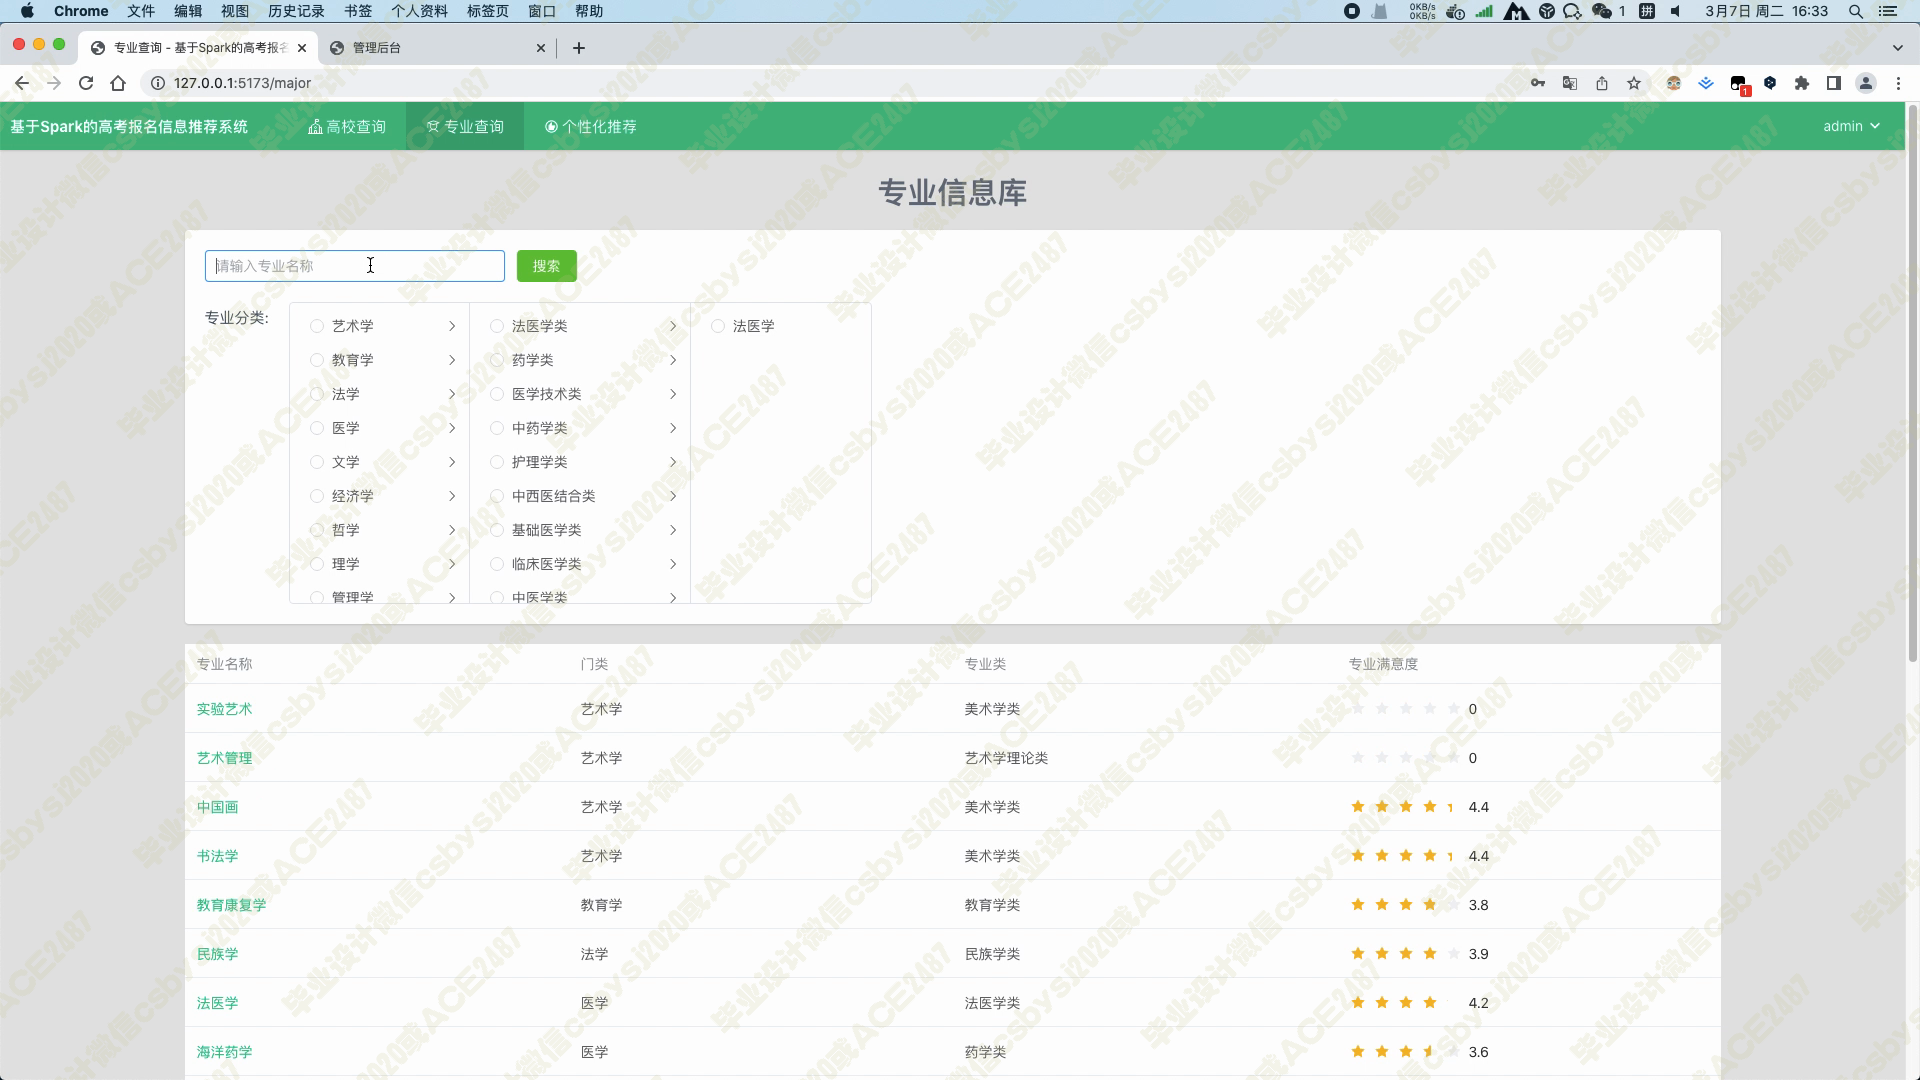 Chrome 文件 编辑 视图 历史记录 书签 个人资料 标签页 窗口 帮助 0KB/s 0KB/s 1 拼 3月7日 周二 16:33
专业查询 - 基于Spark的高考报名 管理后台
127.0.0.1:5173/major 1
基于Spark的高考报名信息推荐系统 高校查询 专业查询 个性化推荐 admin
专业信息库
请输入专业名称 搜索
专业分类: 艺术学 法医学类 法医学
教育学 药学类
法学 医学技术类
医学 中药学类
文学 护理学类
经济学 中西医结合类
哲学 基础医学类
理学 临床医学类
管理学 中医学类
专业名称 门类 专业类 专业满意度
实验艺术 艺术学 美术学类 0
艺术管理 艺术学 艺术学理论类 0
中国画 艺术学 美术学类 4.4
书法学 艺术学 美术学类 4.4
教育康复学 教育学 教育学类 3.8
民族学 法学 民族学类 3.9
法医学 医学 法医学类 4.2
海洋药学 医学 药学类 3.6
毕业设计微信csbysj2020或ACE2487